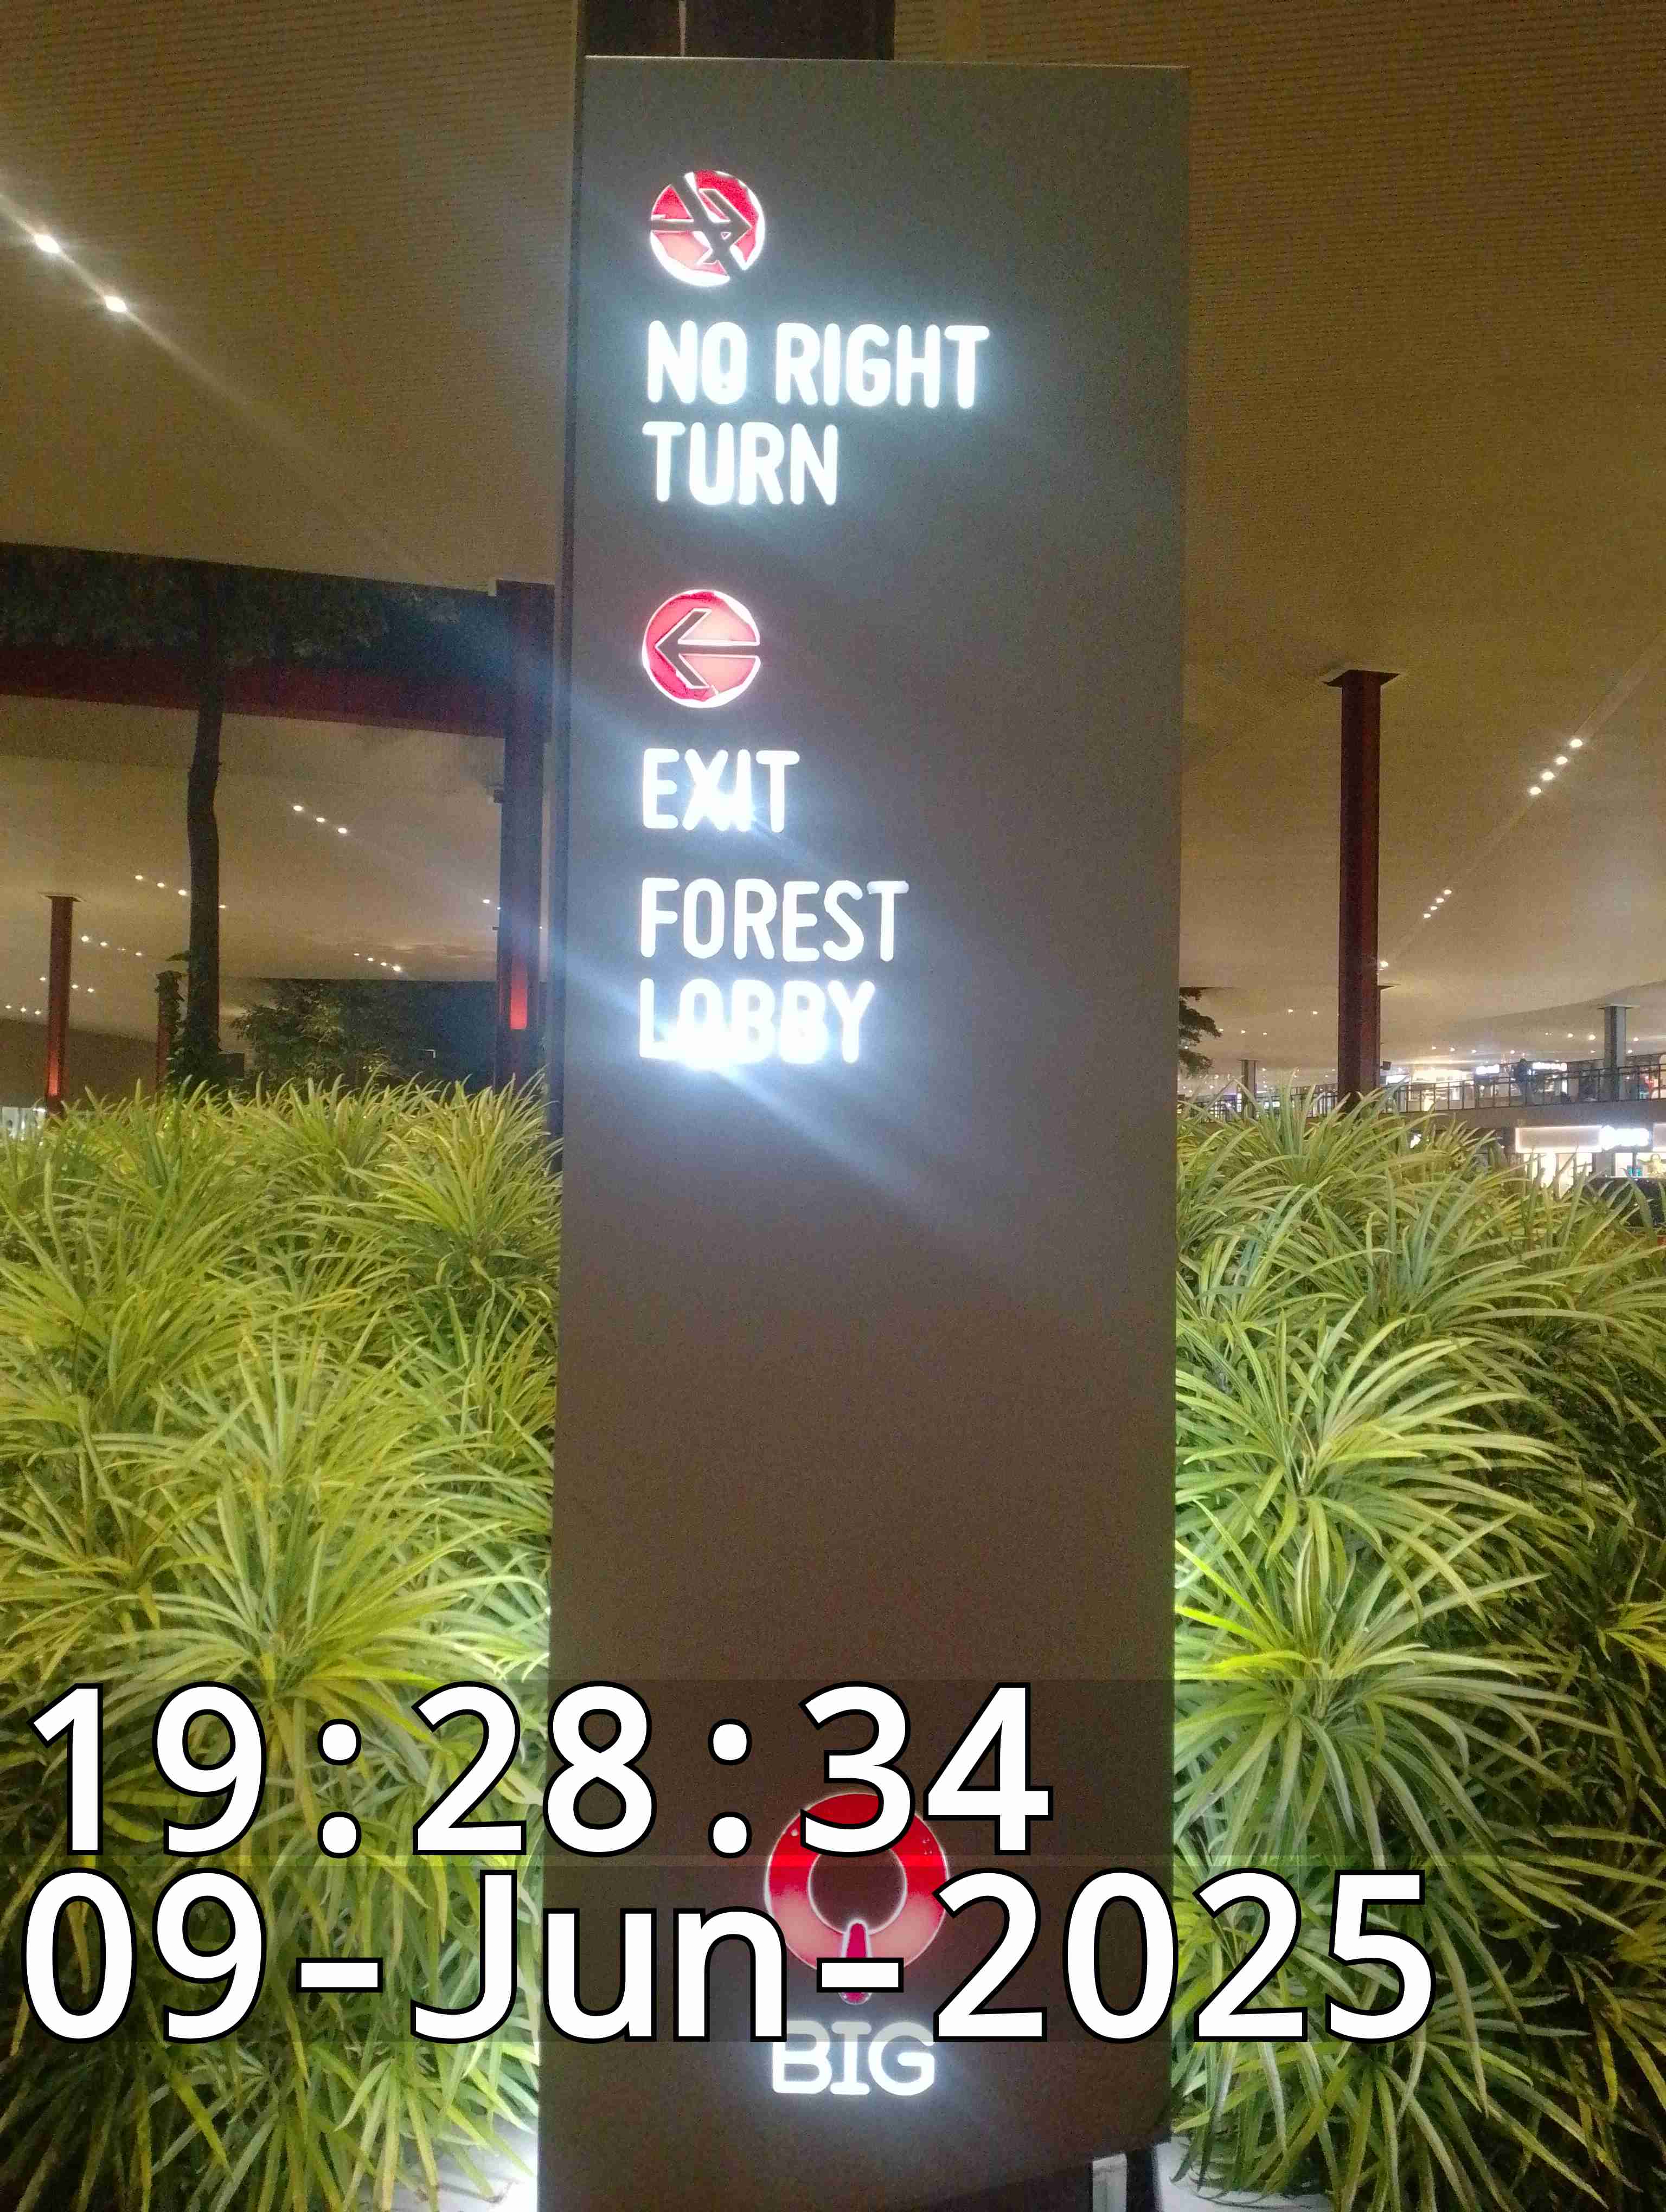 NO RIGHT
TURN
EXIT
FOREST
LOBBY
19:28:34
09-Jun-2025
BIG